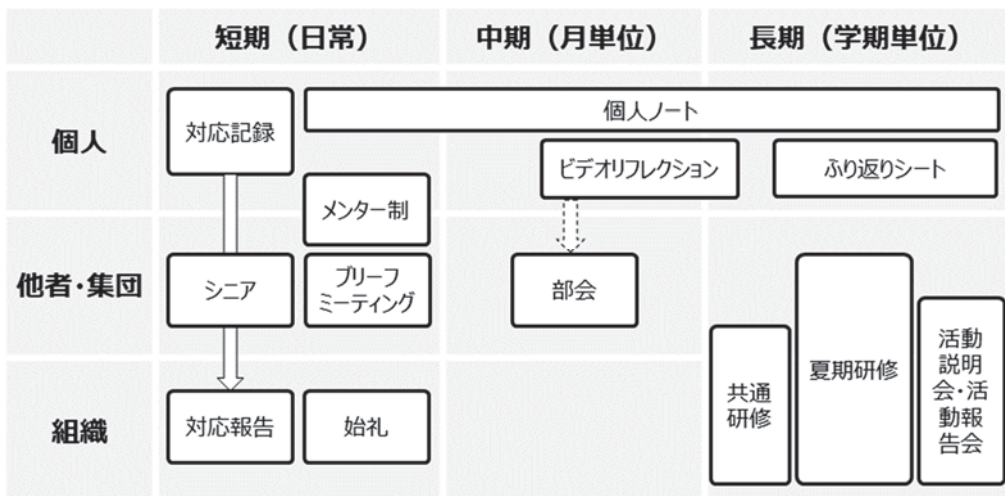 短期（日常）
中期（月単位）
長期（学期単位）
個人
対応記録
個人ノート
ビデオリフレクション
ふり返りシート
メンター制
他者・集団
シニア
ブリーフ
ミーティング
部会
夏期研修
共通
研修
活動
説明
会・活
動報
告会
組織
対応報告
始礼